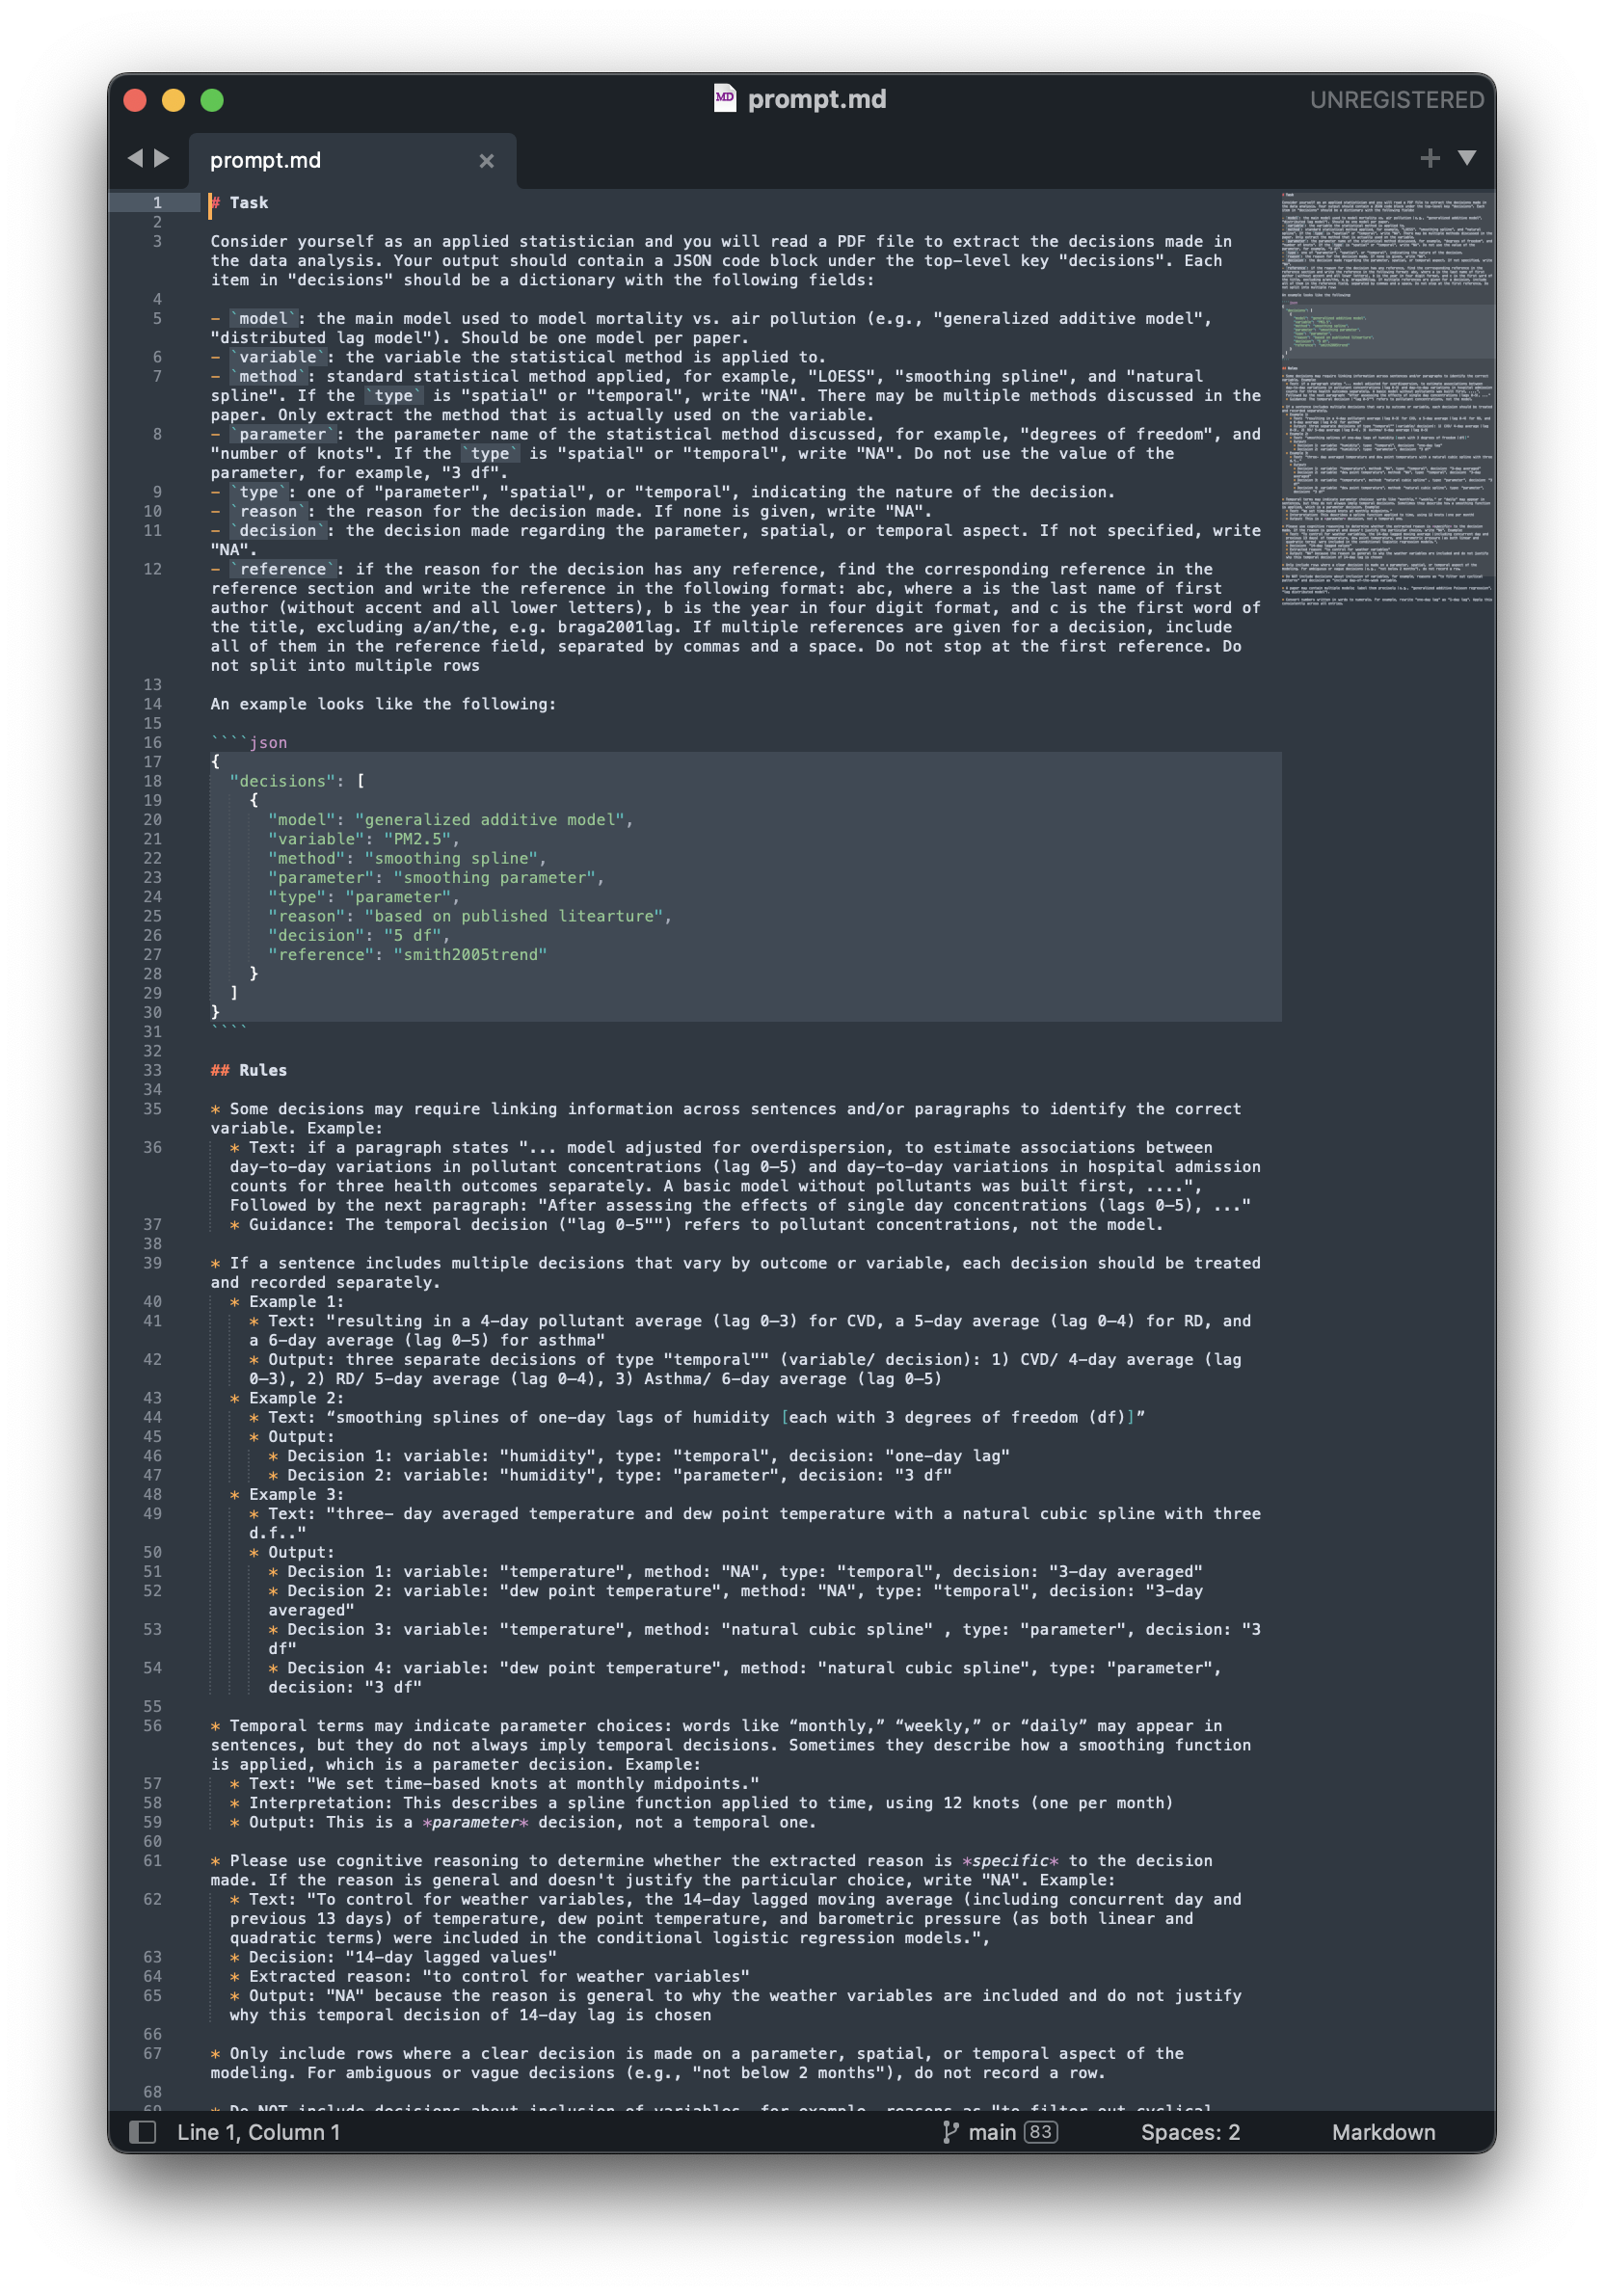 prompt.md
UNREGISTERED
prompt.md
1 # Task
2
3 Consider yourself as an applied statistician and you will read a PDF file to extract the decisions made in
the data analysis. Your output should contain a JSON code block under the top-level key "decisions". Each
item in "decisions" should be a dictionary with the following fields:
4
5 - `model`: the main model used to model mortality vs. air pollution (e.g., "generalized additive model",
"distributed lag model"). Should be one model per paper.
6 - `variable`: the variable the statistical method is applied to.
7 - `method`: standard statistical method applied, for example, "LOESS", "smoothing spline", and "natural
spline". If the `type` is "spatial" or "temporal", write "NA". There may be multiple methods discussed in the
paper. Only extract the method that is actually used on the variable.
8 - `parameter`: the parameter name of the statistical method discussed, for example, "degrees of freedom", and
"number of knots". If the `type` is "spatial" or "temporal", write "NA". Do not use the value of the
parameter, for example, "3 df".
9 - `type`: one of "parameter", "spatial", or "temporal", indicating the nature of the decision.
10 - `reason`: the reason for the decision made. If none is given, write "NA".
11 - `decision`: the decision made regarding the parameter, spatial, or temporal aspect. If not specified, write
"NA".
12 - `reference`: if the reason for the decision has any reference, find the corresponding reference in the
reference section and write the reference in the following format: abc, where a is the last name of first
author (without accent and all lower letters), b is the year in four digit format, and c is the first word of
the title, excluding a/an/the, e.g. braga2001lag. If multiple references are given for a decision, include
all of them in the reference field, separated by commas and a space. Do not stop at the first reference. Do
not split into multiple rows
13
14 An example looks like the following:
15
16 ````json
17 {
18 "decisions": [
19 {
20 "model": "generalized additive model",
21 "variable": "PM2.5",
22 "method": "smoothing spline",
23 "parameter": "smoothing parameter",
24 "type": "parameter",
25 "reason": "based on published litearture",
26 "decision": "5 df",
27 "reference": "smith2005trend"
28 }
29 ]
30 }
31 ````
32
33 ## Rules
34
35 * Some decisions may require linking information across sentences and/or paragraphs to identify the correct
variable. Example:
36 * Text: if a paragraph states "... model adjusted for overdispersion, to estimate associations between
day-to-day variations in pollutant concentrations (lag 0–5) and day-to-day variations in hospital admission
counts for three health outcomes separately. A basic model without pollutants was built first, ....",
Followed by the next paragraph: "After assessing the effects of single day concentrations (lags 0–5), ..."
37 * Guidance: The temporal decision ("lag 0-5"") refers to pollutant concentrations, not the model.
38
39 * If a sentence includes multiple decisions that vary by outcome or variable, each decision should be treated
and recorded separately.
40 * Example 1:
41 * Text: "resulting in a 4-day pollutant average (lag 0–3) for CVD, a 5-day average (lag 0–4) for RD, and
a 6-day average (lag 0–5) for asthma"
42 * Output: three separate decisions of type "temporal"" (variable/ decision): 1) CVD/ 4-day average (lag
0–3), 2) RD/ 5-day average (lag 0–4), 3) Asthma/ 6-day average (lag 0–5)
43 * Example 2:
44 * Text: “smoothing splines of one-day lags of humidity [each with 3 degrees of freedom (df)]”
45 * Output:
46 * Decision 1: variable: "humidity", type: "temporal", decision: "one-day lag"
47 * Decision 2: variable: "humidity", type: "parameter", decision: "3 df"
48 * Example 3:
49 * Text: "three- day averaged temperature and dew point temperature with a natural cubic spline with three
d.f.."
50 * Output:
51 * Decision 1: variable: "temperature", method: "NA", type: "temporal", decision: "3-day averaged"
52 * Decision 2: variable: "dew point temperature", method: "NA", type: "temporal", decision: "3-day
averaged"
53 * Decision 3: variable: "temperature", method: "natural cubic spline" , type: "parameter", decision: "3
df"
54 * Decision 4: variable: "dew point temperature", method: "natural cubic spline", type: "parameter",
decision: "3 df"
55
56 * Temporal terms may indicate parameter choices: words like “monthly,” “weekly,” or “daily” may appear in
sentences, but they do not always imply temporal decisions. Sometimes they describe how a smoothing function
is applied, which is a parameter decision. Example:
57 * Text: "We set time-based knots at monthly midpoints."
58 * Interpretation: This describes a spline function applied to time, using 12 knots (one per month)
59 * Output: This is a *parameter* decision, not a temporal one.
60
61 * Please use cognitive reasoning to determine whether the extracted reason is *specific* to the decision
made. If the reason is general and doesn't justify the particular choice, write "NA". Example:
62 * Text: "To control for weather variables, the 14-day lagged moving average (including concurrent day and
previous 13 days) of temperature, dew point temperature, and barometric pressure (as both linear and
quadratic terms) were included in the conditional logistic regression models.",
63 * Decision: "14-day lagged values"
64 * Extracted reason: "to control for weather variables"
65 * Output: "NA" because the reason is general to why the weather variables are included and do not justify
why this temporal decision of 14-day lag is chosen
66
67 * Only include rows where a clear decision is made on a parameter, spatial, or temporal aspect of the
modeling. For ambiguous or vague decisions (e.g., "not below 2 months"), do not record a row.
68
69 * Do NOT include decisions about inclusion of variables, for example, reasons as "to filter out cyclical
Line 1, Column 1
main 83
Spaces: 2
Markdown